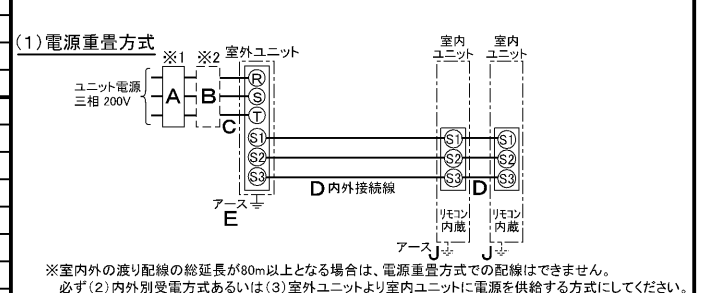 (1)電源重畳方式
※1 ※2 室外ユニット
室内ユニット 室内ユニット
ユニット電源
三相 200V
A B
R
S
T
C
S1 S1 S1
S2 S2 S2
S3 S3 D S3
D 内外接続線
アース
E
リモコン内蔵 リモコン内蔵
アース J J
※室内外の渡り配線の総延長が80m以上となる場合は、電源重畳方式での配線はできません。
必ず(2)内外別受電方式あるいは(3)室外ユニットより室内ユニットに電源を供給する方式にしてください。